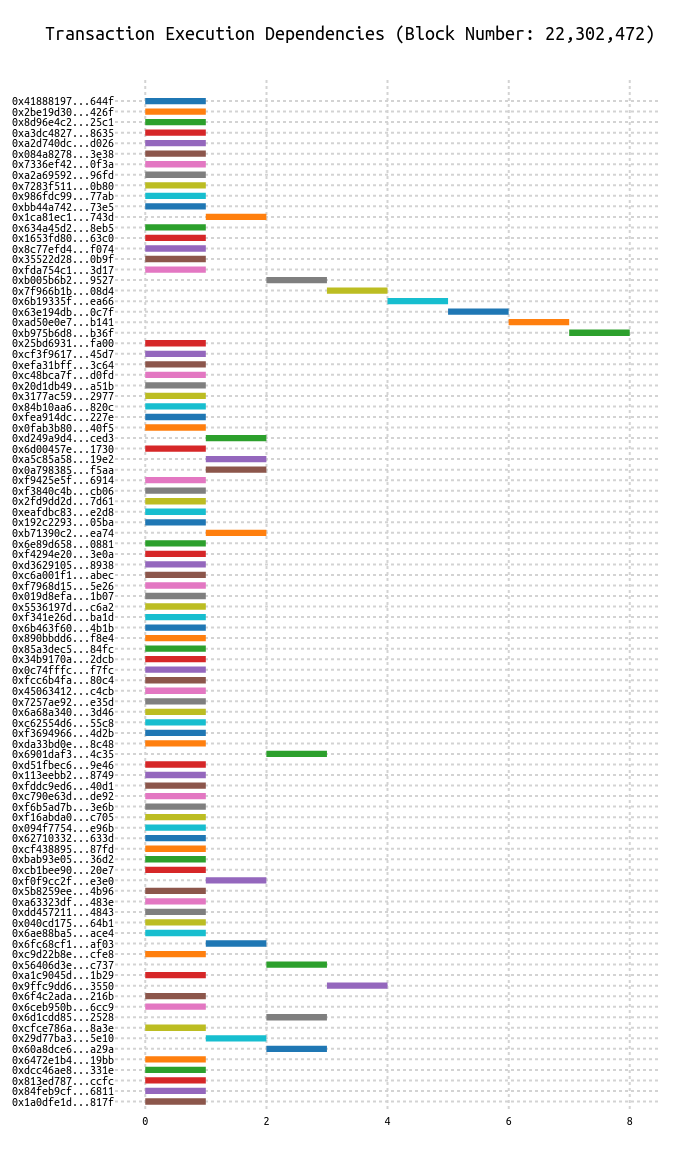 Transaction Execution Dependencies (Block Number: 22,302,472)
0x41888197...644f
0x2be19d30...426f
0x8d96e4c2...25c1
0xa3dc4827...8635
0xa2d740dc...d026
0x084a8278...3e38
0x7336ef42...0f3a
0xa2a69592...96fd
0x7283f511...0b80
0x986fdc99...77ab
0xbb44a742...73e5
0x1ca81ec1...743d
0x634a45d2...8eb5
0x1653fd80...63c0
0x8c77efd4...f074
0x35522d28...0b9f
0xfda754c1...3d17
0xb005b6b2...9527
0x7f966b1b...08d4
0x6b19335f...ea66
0x63e194db...0c7f
0xad50e0e7...b141
0xb975b6d8...b36f
0x25bd6931...fa00
0xcf3f9617...45d7
0xefa31bff...3c64
0xc48bca7f...d0fd
0x20d1db49...a51b
0x3177ac59...2977
0x84b10aa6...820c
0xfea914dc...227e
0x0fab3b80...40f5
0xd249a9d4...ced3
0x6d00457e...1730
0xa5c85a58...19e2
0x0a798385...f5aa
0xf9425e5f...6914
0xf3840c4b...cb06
0x2fd9dd2d...7d61
0xeafdbc83...e2d8
0x192c2293...05ba
0xb71390c2...ea74
0x6e89d658...0881
0xf4294e20...3e0a
0xd3629105...8938
0xc6a001f1...abec
0xf7968d15...5e26
0x019d8efa...1b07
0x5536197d...c6a2
0xf341e26d...ba1d
0x6b463f60...4b1b
0x890bbdd6...f8e4
0x85a3dec5...84fc
0x34b9170a...2dcb
0x0c74fffc...f7fc
0xfcc6b4fa...80c4
0x45063412...c4cb
0x7257ae92...e35d
0x6a68a340...3d46
0xc62554d6...55c8
0xf3694966...4d2b
0xda33bd0e...8c48
0x6901daf3...4c35
0xd51fbec6...9e46
0x113eebb2...8749
0xfddc9ed6...40d1
0xc790e63d...de92
0xf6b5ad7b...3e6b
0xf16abda0...c705
0x094f7754...e96b
0x62710332...633d
0xcf438895...87fd
0xbab93e05...36d2
0xcb1bee90...20e7
0xf0f9cc2f...e3e0
0x5b8259ee...4b96
0xa63323df...483e
0xdd457211...4843
0x040cd175...64b1
0x6ae88ba5...ace4
0x6fc68cf1...af03
0xc9d22b8e...cfe8
0x56406d3e...c737
0xa1c9045d...1b29
0x9ffc9dd6...3550
0x6f4c2ada...216b
0x6ceb950b...6cc9
0x6d1cdd85...2528
0xcfce786a...8a3e
0x29d77ba3...5e10
0x60a8dce6...a29a
0x6472e1b4...19bb
0xdcc46ae8...331e
0x813ed787...ccfc
0x84feb9cf...6811
0x1a0dfe1d...817f
0 2 4 6 8